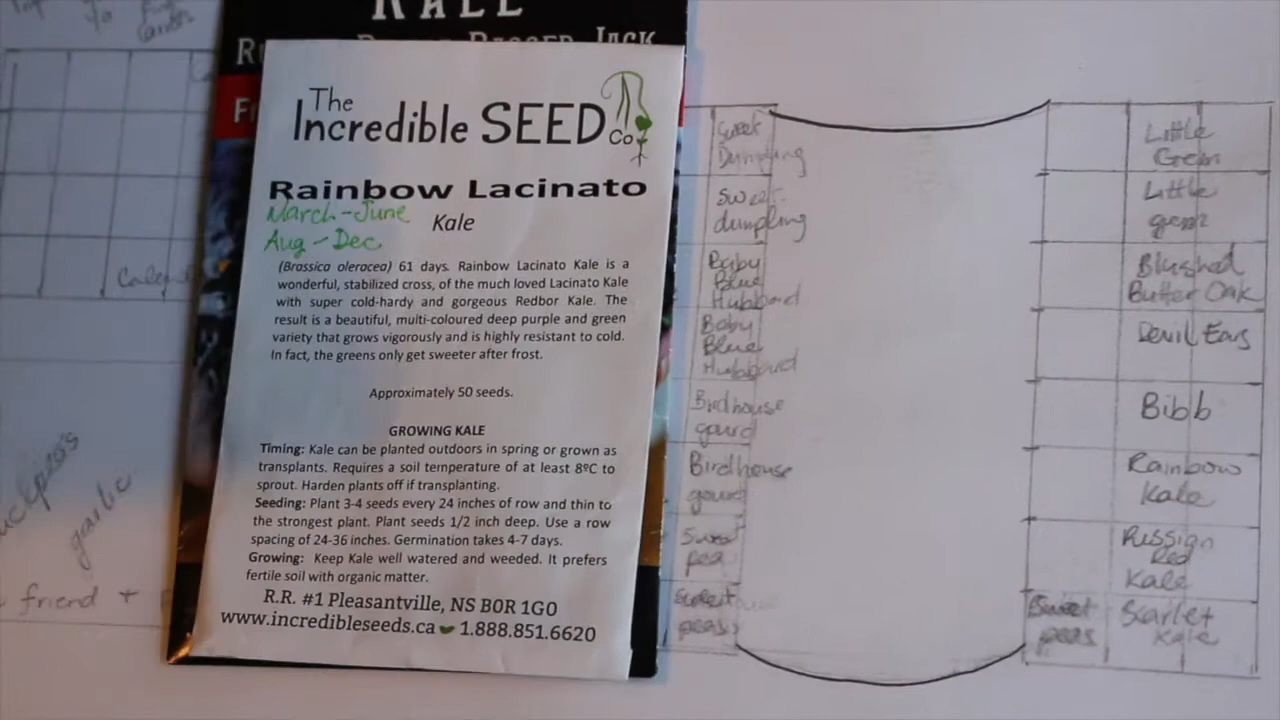 KALE
Ragged Jack
The
Incredible SEED
Co
Rainbow Lacinato
March-June
Kale
Aug-Dec
(Brassica oleracea) 61 days. Rainbow Lacinato Kale is a
wonderful, stabilized cross, of the much loved Lacinato Kale
with super cold-hardy and gorgeous Redbor Kale. The
result is a beautiful, multi-coloured deep purple and green
variety that grows vigorously and is highly resistant to cold.
In fact, the greens only get sweeter after frost.
Approximately 50 seeds.
GROWING KALE
Timing: Kale can be planted outdoors in spring or grown as
transplants. Requires a soil temperature of at least 8ºC to
sprout. Harden plants off if transplanting.
Seeding: Plant 3-4 seeds every 24 inches of row and thin to
the strongest plant. Plant seeds 1/2 inch deep. Use a row
spacing of 24-36 inches. Germination takes 4-7 days.
Growing: Keep Kale well watered and weeded. It prefers
fertile soil with organic matter.
R.R. #1 Pleasantville, NS B0R 1G0
www.incredibleseeds.ca 1.888.851.6620
garlic
friend +
Sweet
Dumpling
Sweet
dumpling
Baby
Blue
Hubbard
Baby
Blue
Hubbard
Birdhouse
gourd
Birdhouse
gourd
Sweet
pea
Sweet
peas
Sweet
peas
Little
Gem
Little
gem
Blushed
Butter Oak
Devil Ears
Bibb
Rainbow
Kale
Russian
Red
Kale
Scarlet
Kale